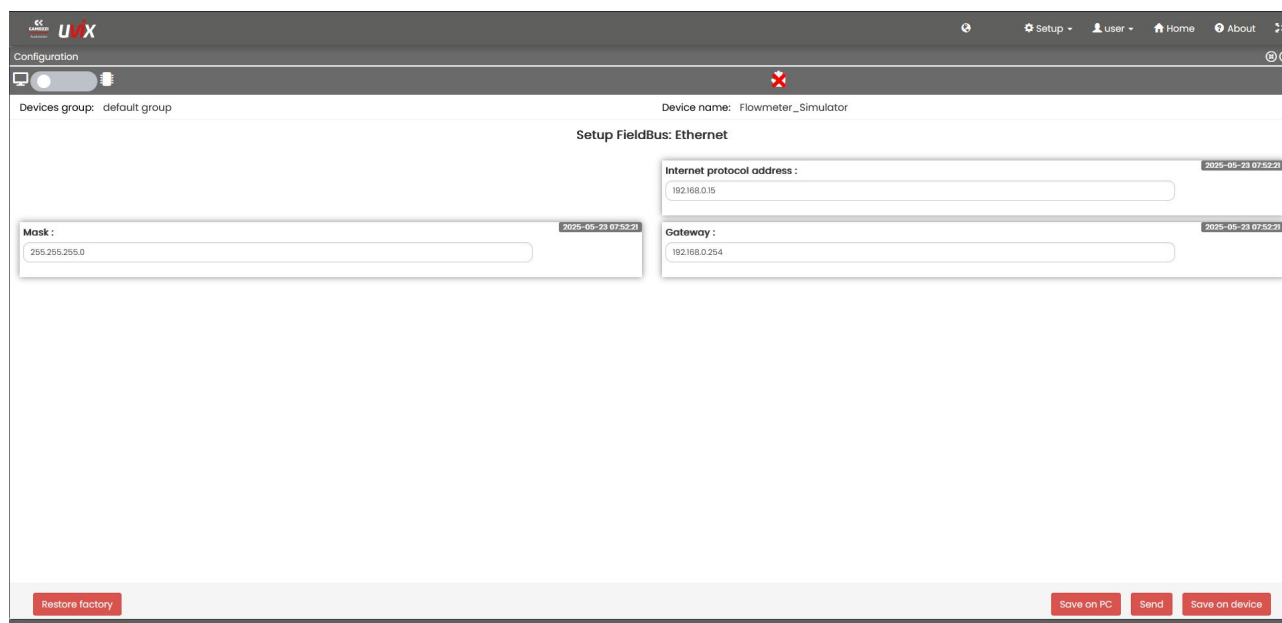 CAMOZZI
Automation
UVIX
Setup user Home About
Configuration
Devices group: default group Device name: Flowmeter_Simulator
Setup FieldBus: Ethernet
Internet protocol address : 2025-05-23 07:52:21
192.168.0.15
Mask : 2025-05-23 07:52:21 Gateway : 2025-05-23 07:52:21
255.255.255.0 192.168.0.254
Restore factory Save on PC Send Save on device